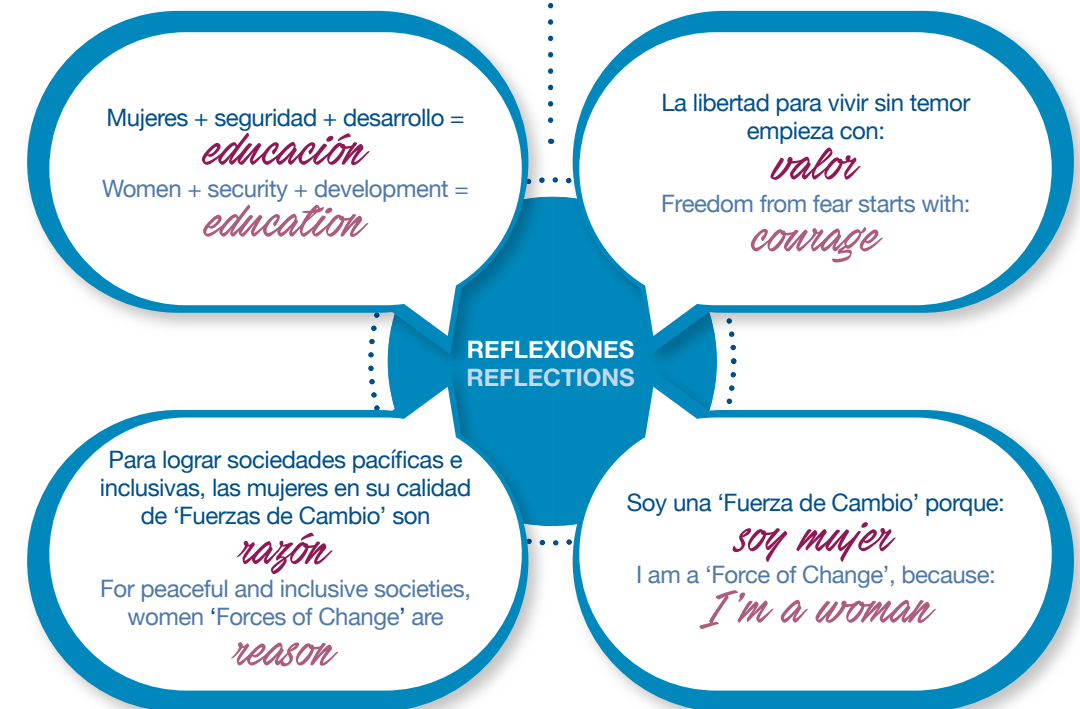 Mujeres + seguridad + desarrollo =
educación
Women + security + development =
education
La libertad para vivir sin temor
empieza con:
valor
Freedom from fear starts with:
courage
REFLEXIONES
REFLECTIONS
Para lograr sociedades pacíficas e
inclusivas, las mujeres en su calidad
de ‘Fuerzas de Cambio’ son
razón
For peaceful and inclusive societies,
women ‘Forces of Change’ are
reason
Soy una ‘Fuerza de Cambio’ porque:
soy mujer
I am a ‘Force of Change’, because:
I’m a woman